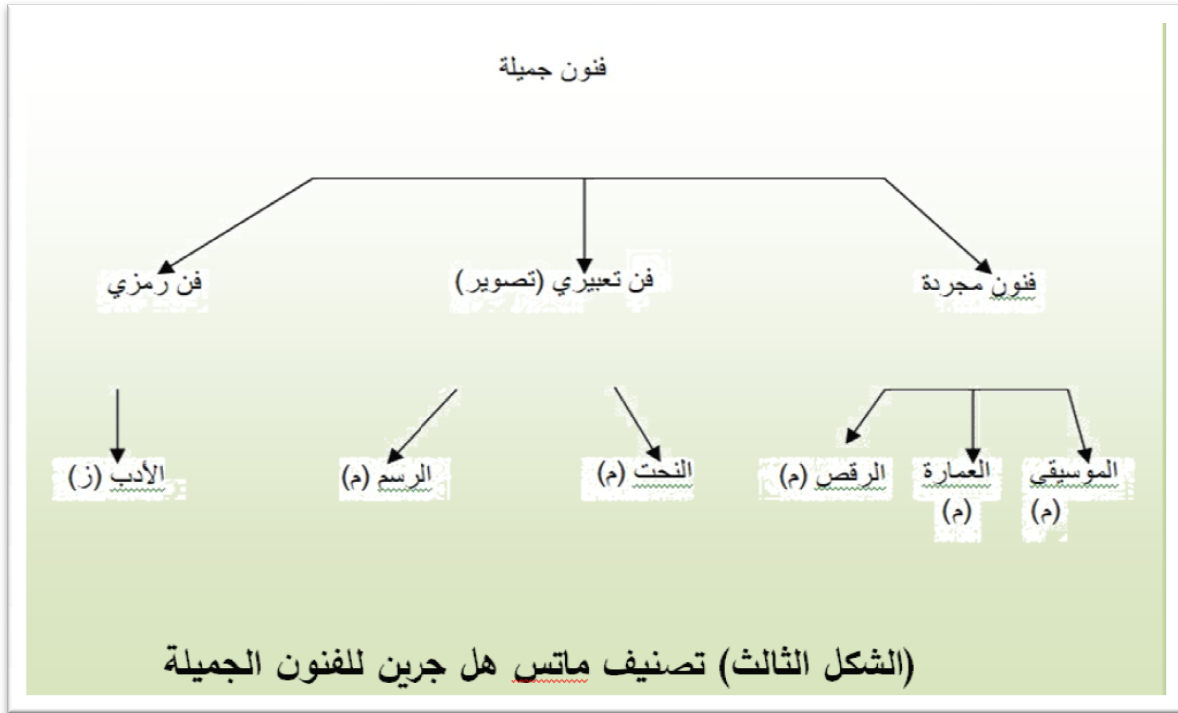 فنون جميلة
فنون مجردة
فن تعبيري (تصوير)
فن رمزي
الموسيقي (م)
العمارة (م)
الرقص (م)
النحت (م)
الرسم (م)
الأدب (ز)
(الشكل الثالث) تصنيف ماتس هل جرين للفنون الجميلة